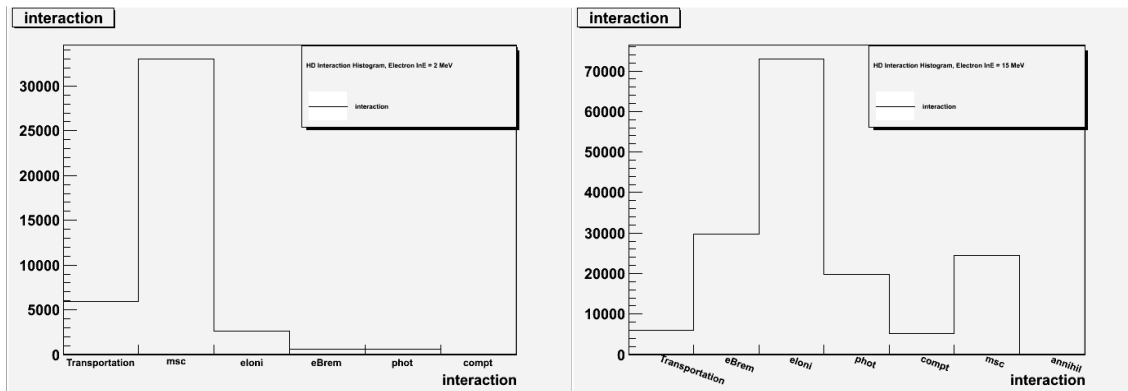 interaction
HD Interaction Histogram, Electron InE = 2 MeV
interaction
30000
25000
20000
15000
10000
5000
0
Transportation msc eIoni eBrem phot compt
interaction
interaction
HD Interaction Histogram, Electron InE = 15 MeV
interaction
70000
60000
50000
40000
30000
20000
10000
0
Transportation eBrem eIoni phot compt msc annihil
interaction